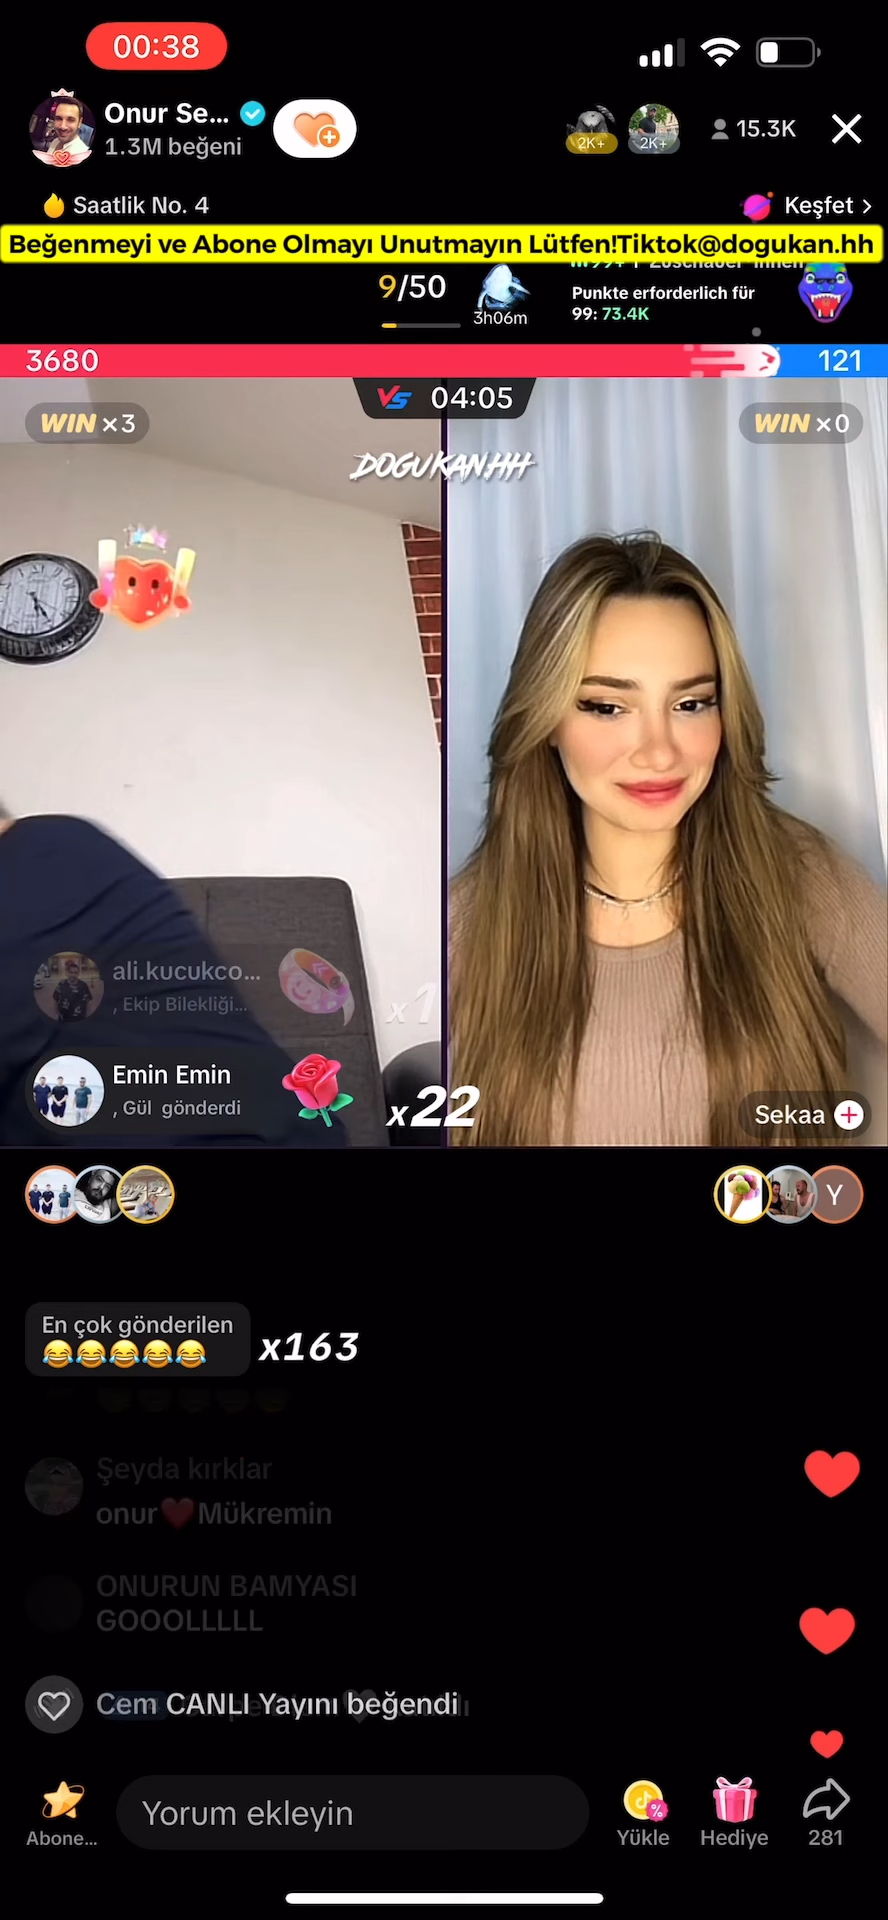 00:38
Onur Se...
1.3M beğeni
2K+
2K+
15.3K
Saatlik No. 4
Keşfet >
Beğenmeyi ve Abone Olmayı Unutmayın Lütfen!Tiktok@dogukan.hh
9/50
3h06m
Punkte erforderlich für
99: 73.4K
3680
121
VS 04:05
WIN x3
WIN x0
DOGUKAN.HH
ali.kucukco...
, Ekip Bilekliği...
x1
Emin Emin
, Gül gönderdi
x22
Sekaa
Y
En çok gönderilen
😂😂😂😂😂
x163
Şeyda kırklar
onur❤️Mükremin
ONURUN BAMYASI
GOOOLLLLL
Cem CANLI Yayını beğendi
Yorum ekleyin
Abone...
Yükle
Hediye
281